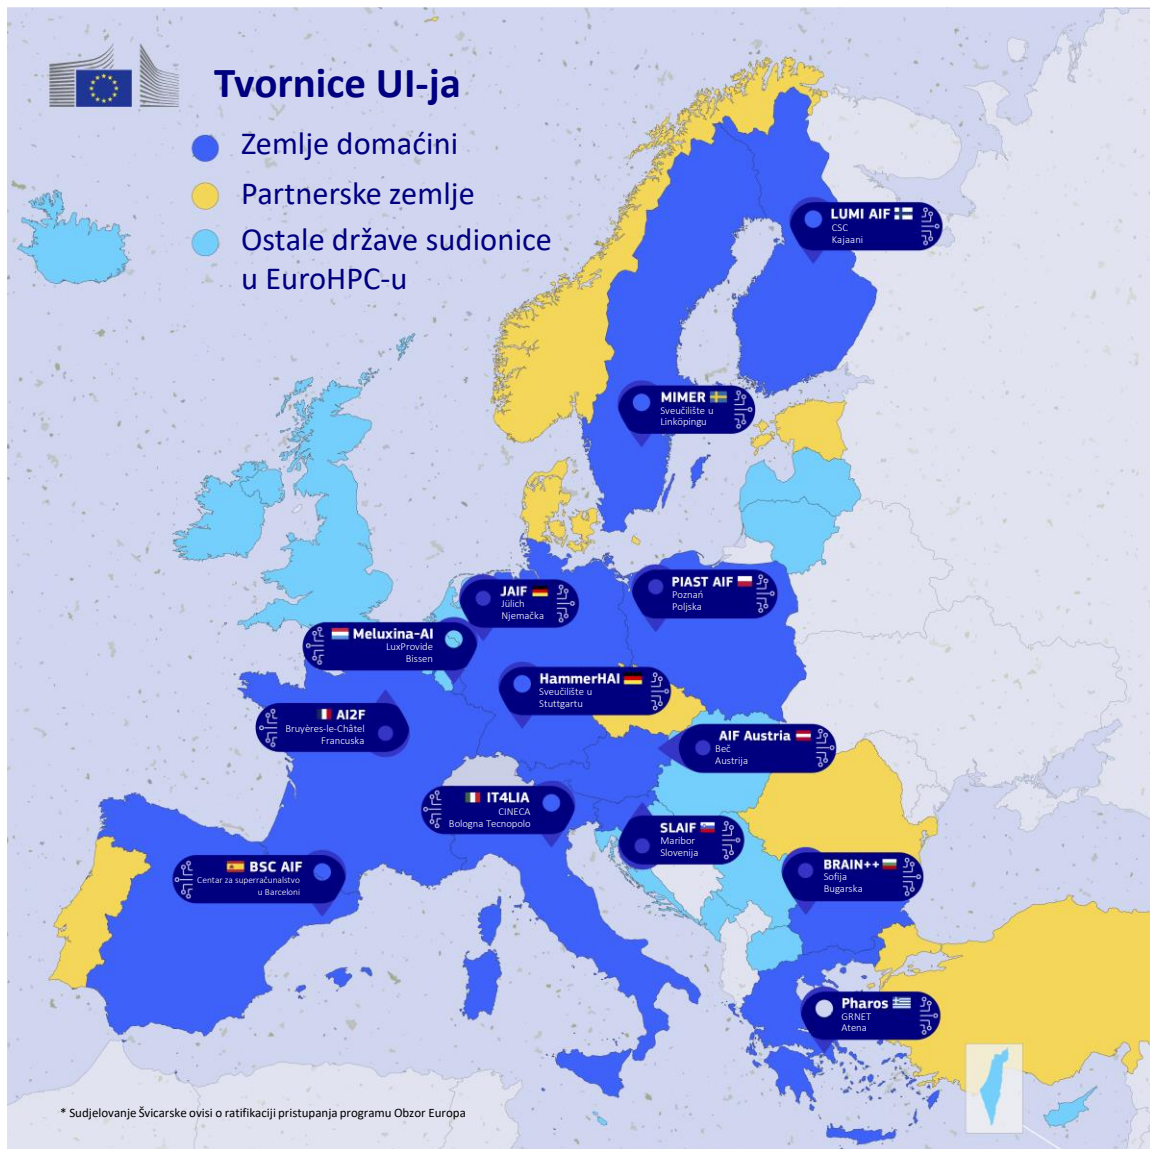 Tvornice UI-ja
Zemlje domaćini
Partnerske zemlje
Ostale države sudionice
u EuroHPC-u
LUMI AIF
CSC
Kajaani
MIMER
Sveučilište u
Linköpingu
JAIF
Jülich
Njemačka
PIAST AIF
Poznań
Poljska
Meluxina-AI
LuxProvide
Bissen
HammerHAI
Sveučilište u
Stuttgartu
AI2F
Bruyères-le-Châtel
Francuska
AIF Austria
Beč
Austrija
IT4LIA
CINECA
Bologna Tecnopolo
SLAIF
Maribor
Slovenija
BSC AIF
Centar za superračunalstvo
u Barceloni
BRAIN++
Sofija
Bugarska
Pharos
GRNET
Atena
* Sudjelovanje Švicarske ovisi o ratifikaciji pristupanja programu Obzor Europa